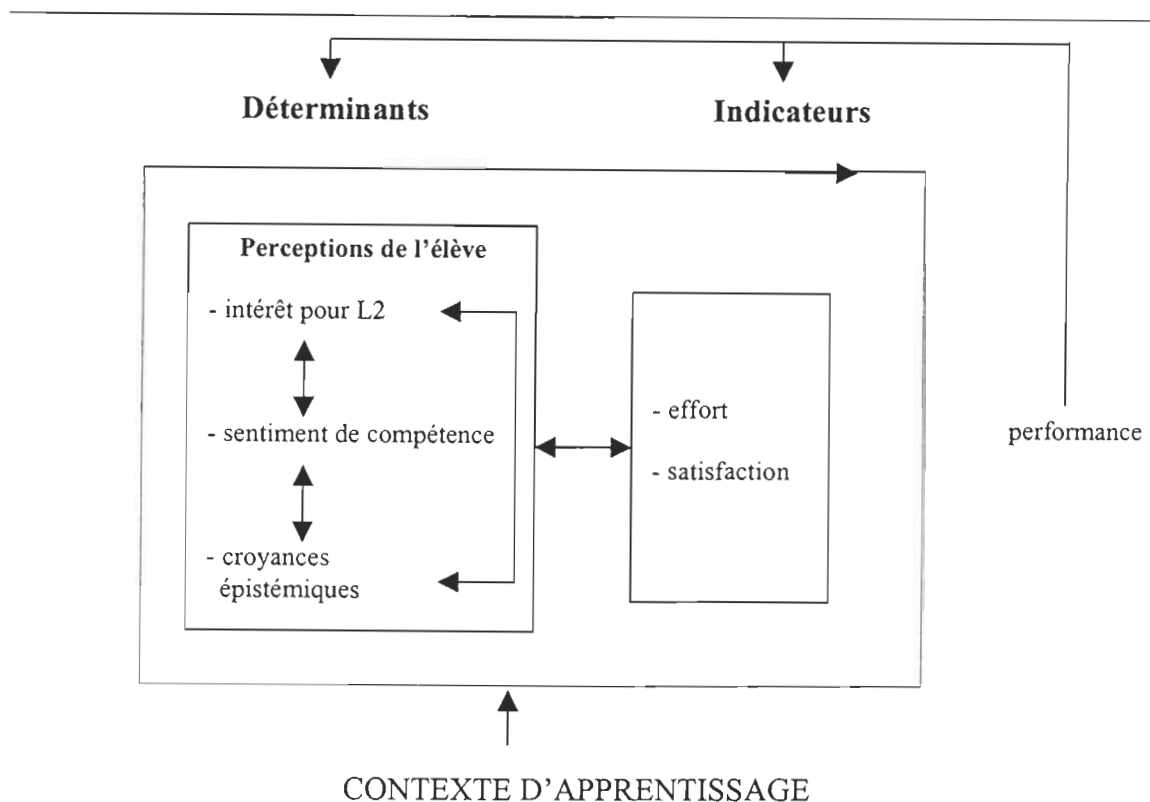 Déterminants
Indicateurs
Perceptions de l'élève
- intérêt pour L2
- sentiment de compétence
- croyances
épistémiques
- effort
- satisfaction
performance
CONTEXTE D'APPRENTISSAGE